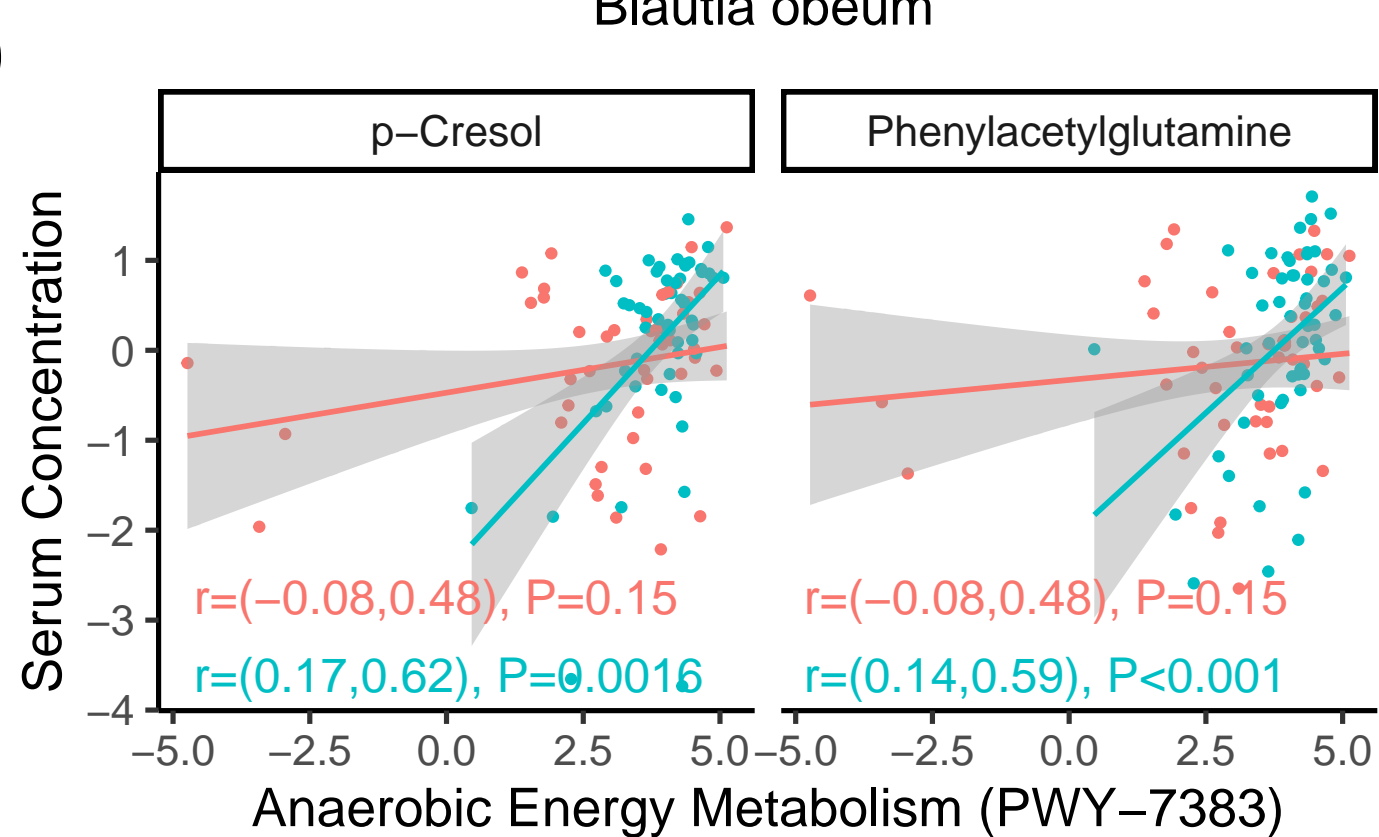 Blautia obeum
)
p−Cresol
Phenylacetylglutamine
Serum Concentration
1
0
−1
−2
−3
−4
r=(−0.08,0.48), P=0.15
r=(0.17,0.62), P=0.0016
r=(−0.08,0.48), P=0.15
r=(0.14,0.59), P<0.001
−5.0 −2.5 0.0 2.5 5.0 −5.0 −2.5 0.0 2.5 5.0
Anaerobic Energy Metabolism (PWY−7383)